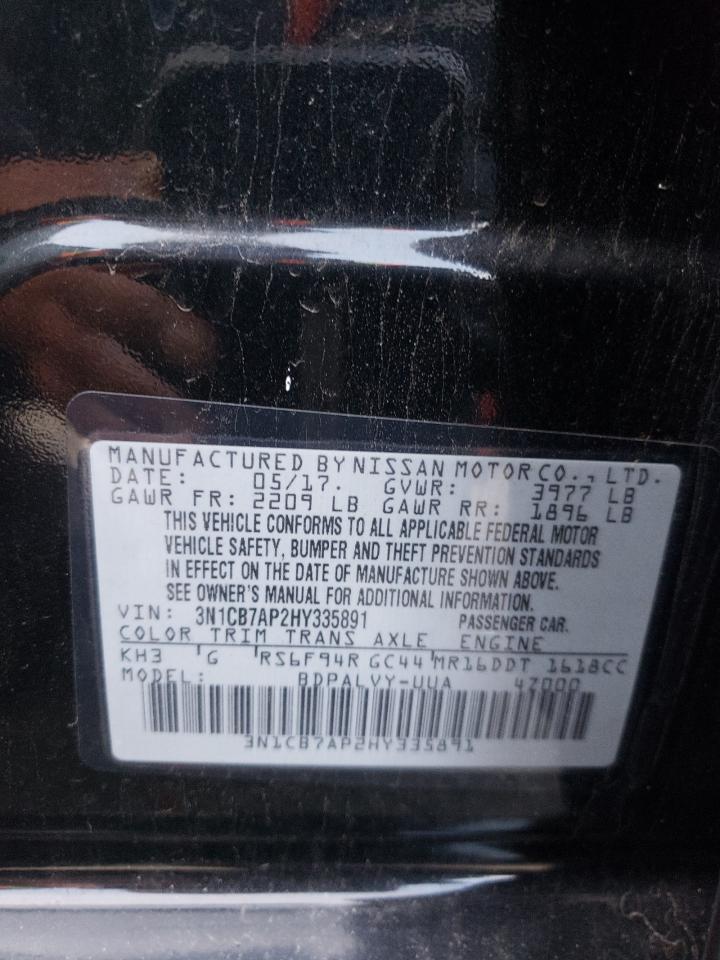 MANUFACTURED BY NISSAN MOTOR CO., LTD.
DATE: 05/17. GVWR: 3977 LB
GAWR FR: 2209 LB GAWR RR: 1896 LB
THIS VEHICLE CONFORMS TO ALL APPLICABLE FEDERAL MOTOR
VEHICLE SAFETY, BUMPER AND THEFT PREVENTION STANDARDS
IN EFFECT ON THE DATE OF MANUFACTURE SHOWN ABOVE.
SEE OWNER'S MANUAL FOR ADDITIONAL INFORMATION.
VIN: 3N1CB7AP2HY335891 PASSENGER CAR.
COLOR TRIM TRANS AXLE ENGINE
KH3 G RS6F94R GC44 MR16DDT 1618CC
MODEL: BDPALVY-UUA 47000
3N1CB7AP2HY335891